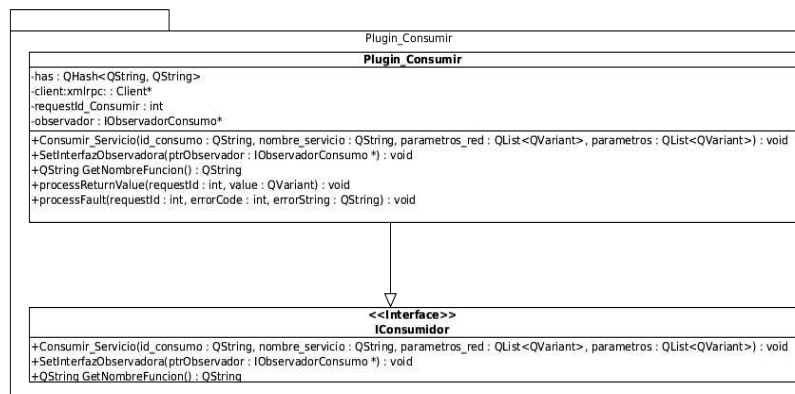 Plugin_Consumir
Plugin_Consumir
-has : QHash<QString, QString>
-client:xmlrpc: : Client*
-requestId_Consumir : int
-observador : IObservadorConsumo*
+Consumir_Servicio(id_consumo : QString, nombre_servicio : QString, parametros_red : QList<QVariant>, parametros : QList<QVariant>) : void
+SetInterfazObservadora(ptrObservador : IObservadorConsumo *) : void
+QString GetNombreFuncion() : QString
+processReturnValue(requestId : int, value : QVariant) : void
+processFault(requestId : int, errorCode : int, errorString : QString) : void
<<Interface>>
IConsumidor
+Consumir_Servicio(id_consumo : QString, nombre_servicio : QString, parametros_red : QList<QVariant>, parametros : QList<QVariant>) : void
+SetInterfazObservadora(ptrObservador : IObservadorConsumo *) : void
+QString GetNombreFuncion() : QString